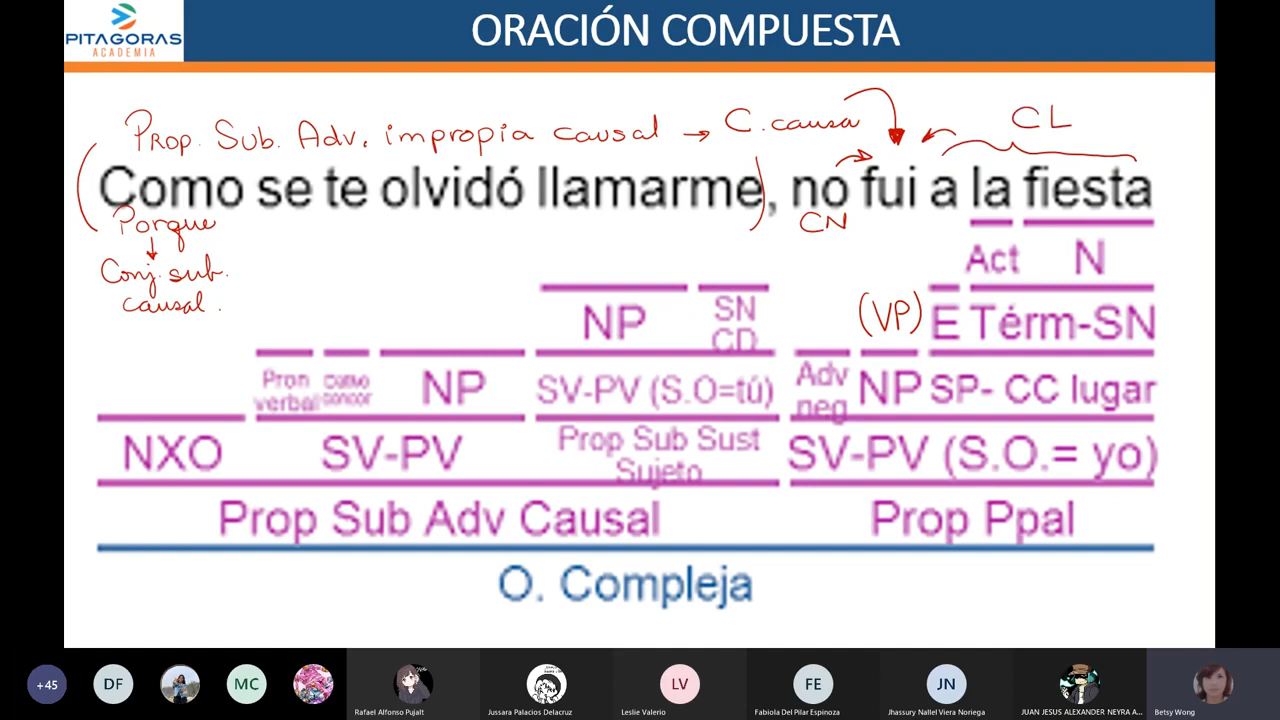 PITAGORAS
ACADEMIA
ORACIÓN COMPUESTA
Prop. Sub. Adv. impropia causal → C. causa
CL
(Como se te olvidó llamarme), no fui a la fiesta
Porque
CN
Conj. sub.
causal.
Act N
NP SN CD (VP) E Térm-SN
Pron verbal NP SV-PV (S.O=tú) Adv neg NP SP- CC lugar
NXO SV-PV Prop Sub Sust Sujeto SV-PV (S.O.= yo)
Prop Sub Adv Causal Prop Ppal
O. Compleja
+45 DF MC LV FE JN
Rafael Alfonso Pujalt Jussara Palacios Delacruz Leslie Valerio Fabiola Del Pilar Espinoza Jhassury Nallel Viera Noriega JUAN JESUS ALEXANDER NEYRA A... Betsy Wong